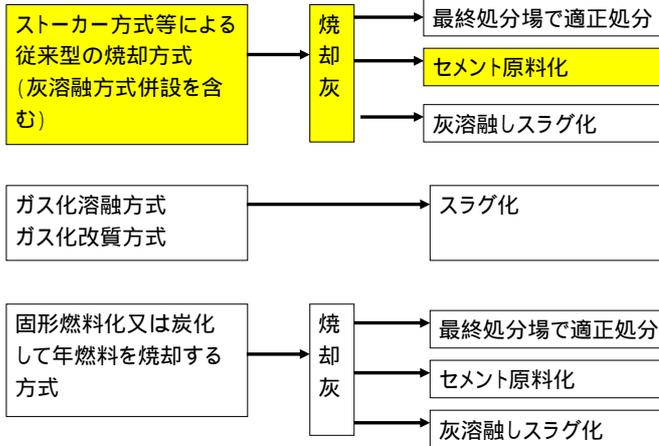 ストーカー方式等による
従来型の焼却方式
(灰溶融方式併設を含
む)
焼
却
灰
最終処分場で適正処分
セメント原料化
灰溶融しスラグ化
ガス化溶融方式
ガス化改質方式
スラグ化
固形燃料化又は炭化
して年燃料を焼却する
方式
焼
却
灰
最終処分場で適正処分
セメント原料化
灰溶融しスラグ化